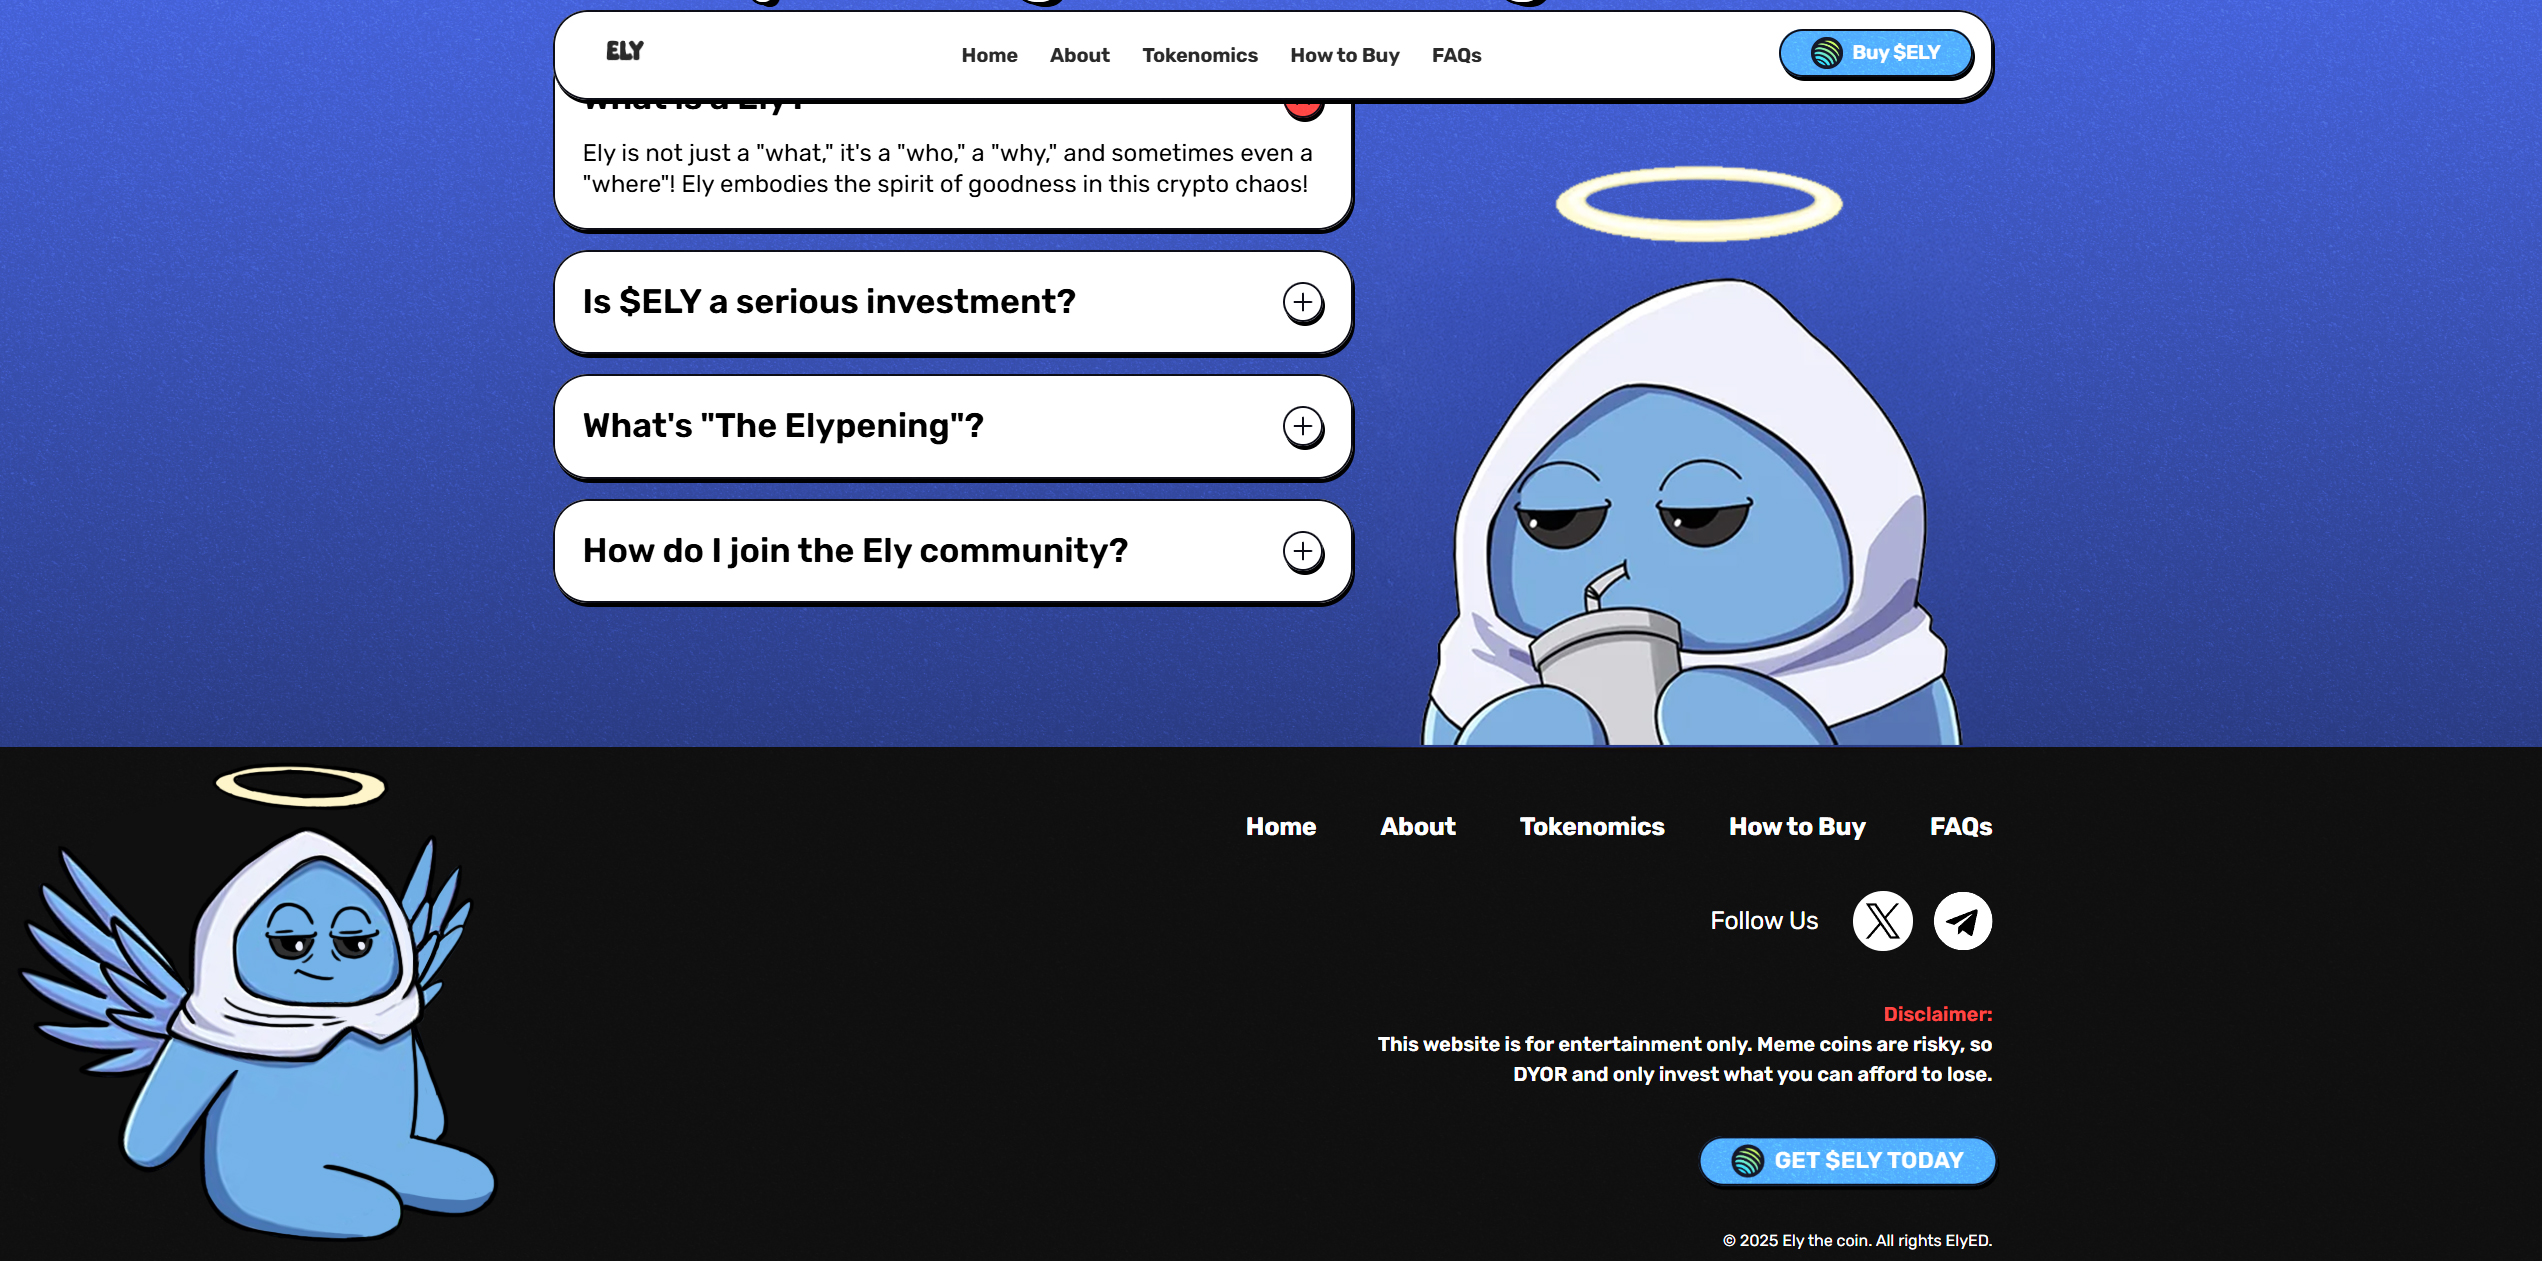 ELY
Home About Tokenomics How to Buy FAQs
Buy $ELY
What is a Ely?
Ely is not just a "what," it's a "who," a "why," and sometimes even a
"where"! Ely embodies the spirit of goodness in this crypto chaos!
Is $ELY a serious investment?
What's "The Elypening"?
How do I join the Ely community?
Home About Tokenomics How to Buy FAQs
Follow Us
Disclaimer:
This website is for entertainment only. Meme coins are risky, so
DYOR and only invest what you can afford to lose.
GET $ELY TODAY
© 2025 Ely the coin. All rights ElyED.